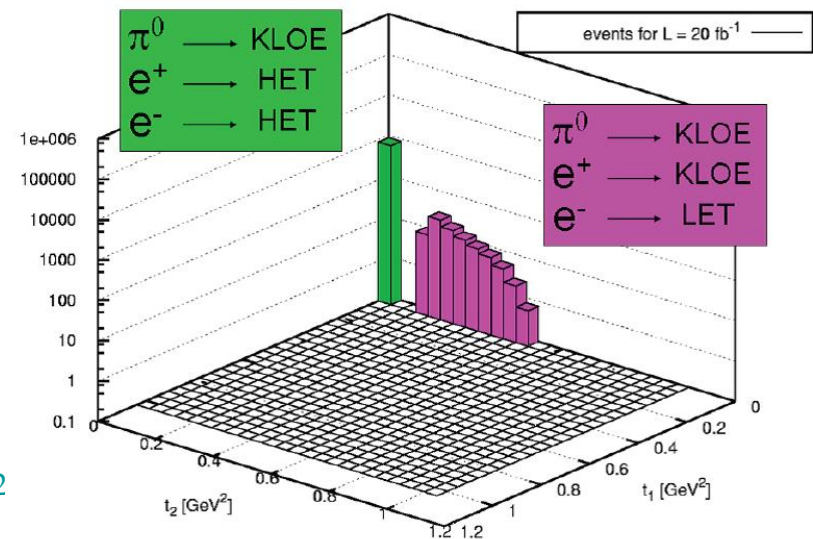 π⁰ → KLOE
e⁺ → HET
e⁻ → HET
events for L = 20 fb⁻¹
π⁰ → KLOE
e⁺ → KLOE
e⁻ → LET
1e+006
100000
10000
1000
100
10
1
0.1
0
0.2
0.4
0.6
0.8
1
1.2
t₂ [GeV²]
1.2
1
0.8
0.6
0.4
0.2
0
t₁ [GeV²]
2